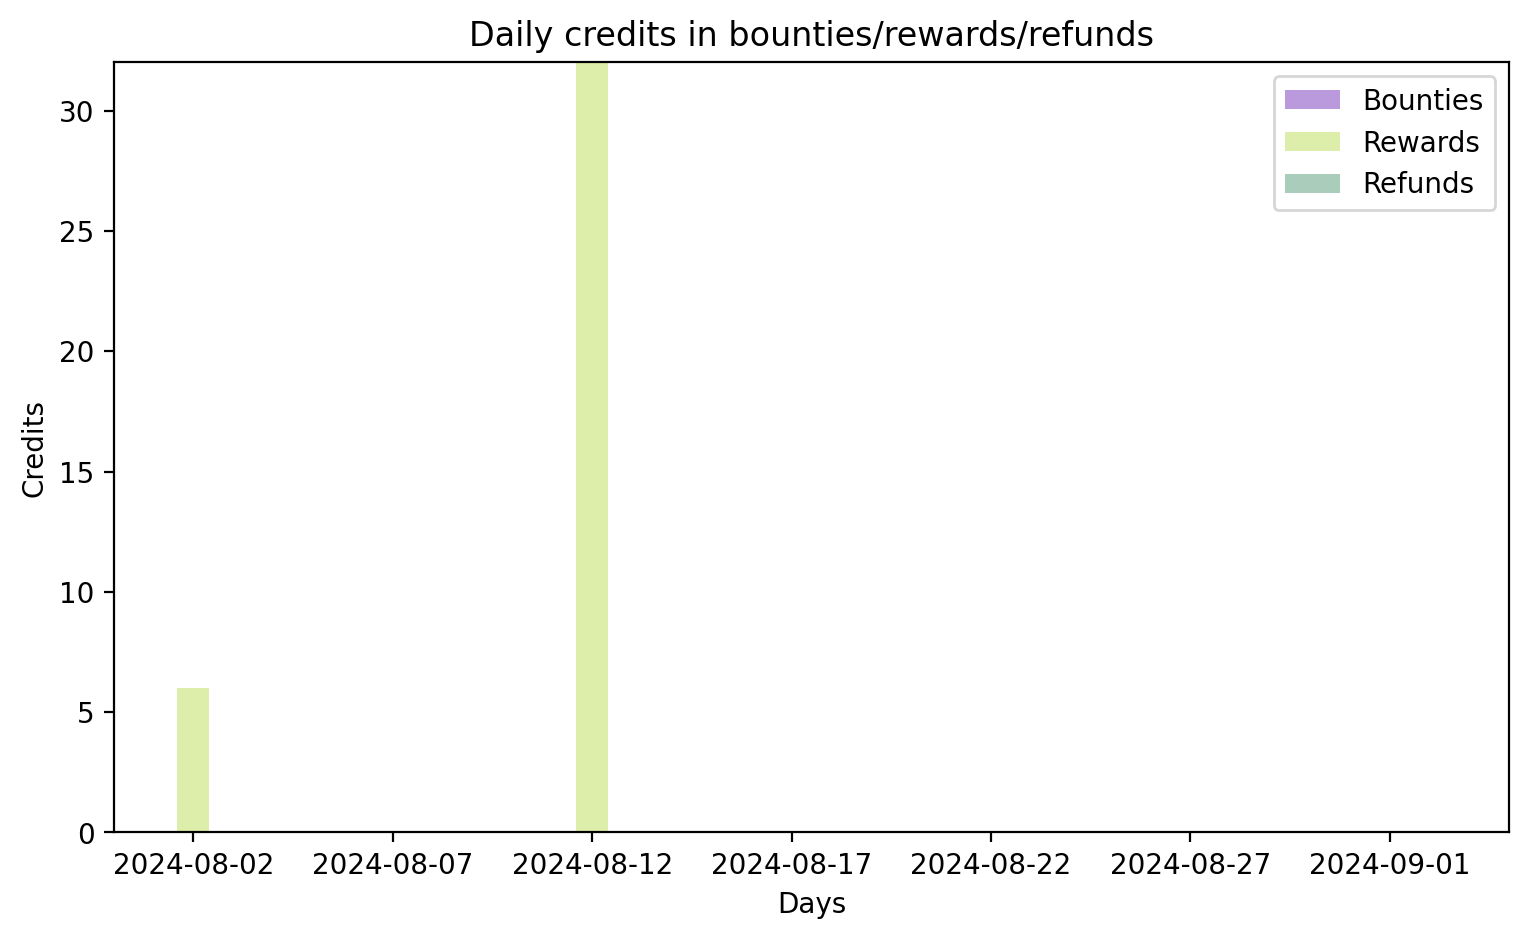 Daily credits in bounties/rewards/refunds
Bounties
Rewards
Refunds
Credits
30
25
20
15
10
5
0
2024-08-02 2024-08-07 2024-08-12 2024-08-17 2024-08-22 2024-08-27 2024-09-01
Days